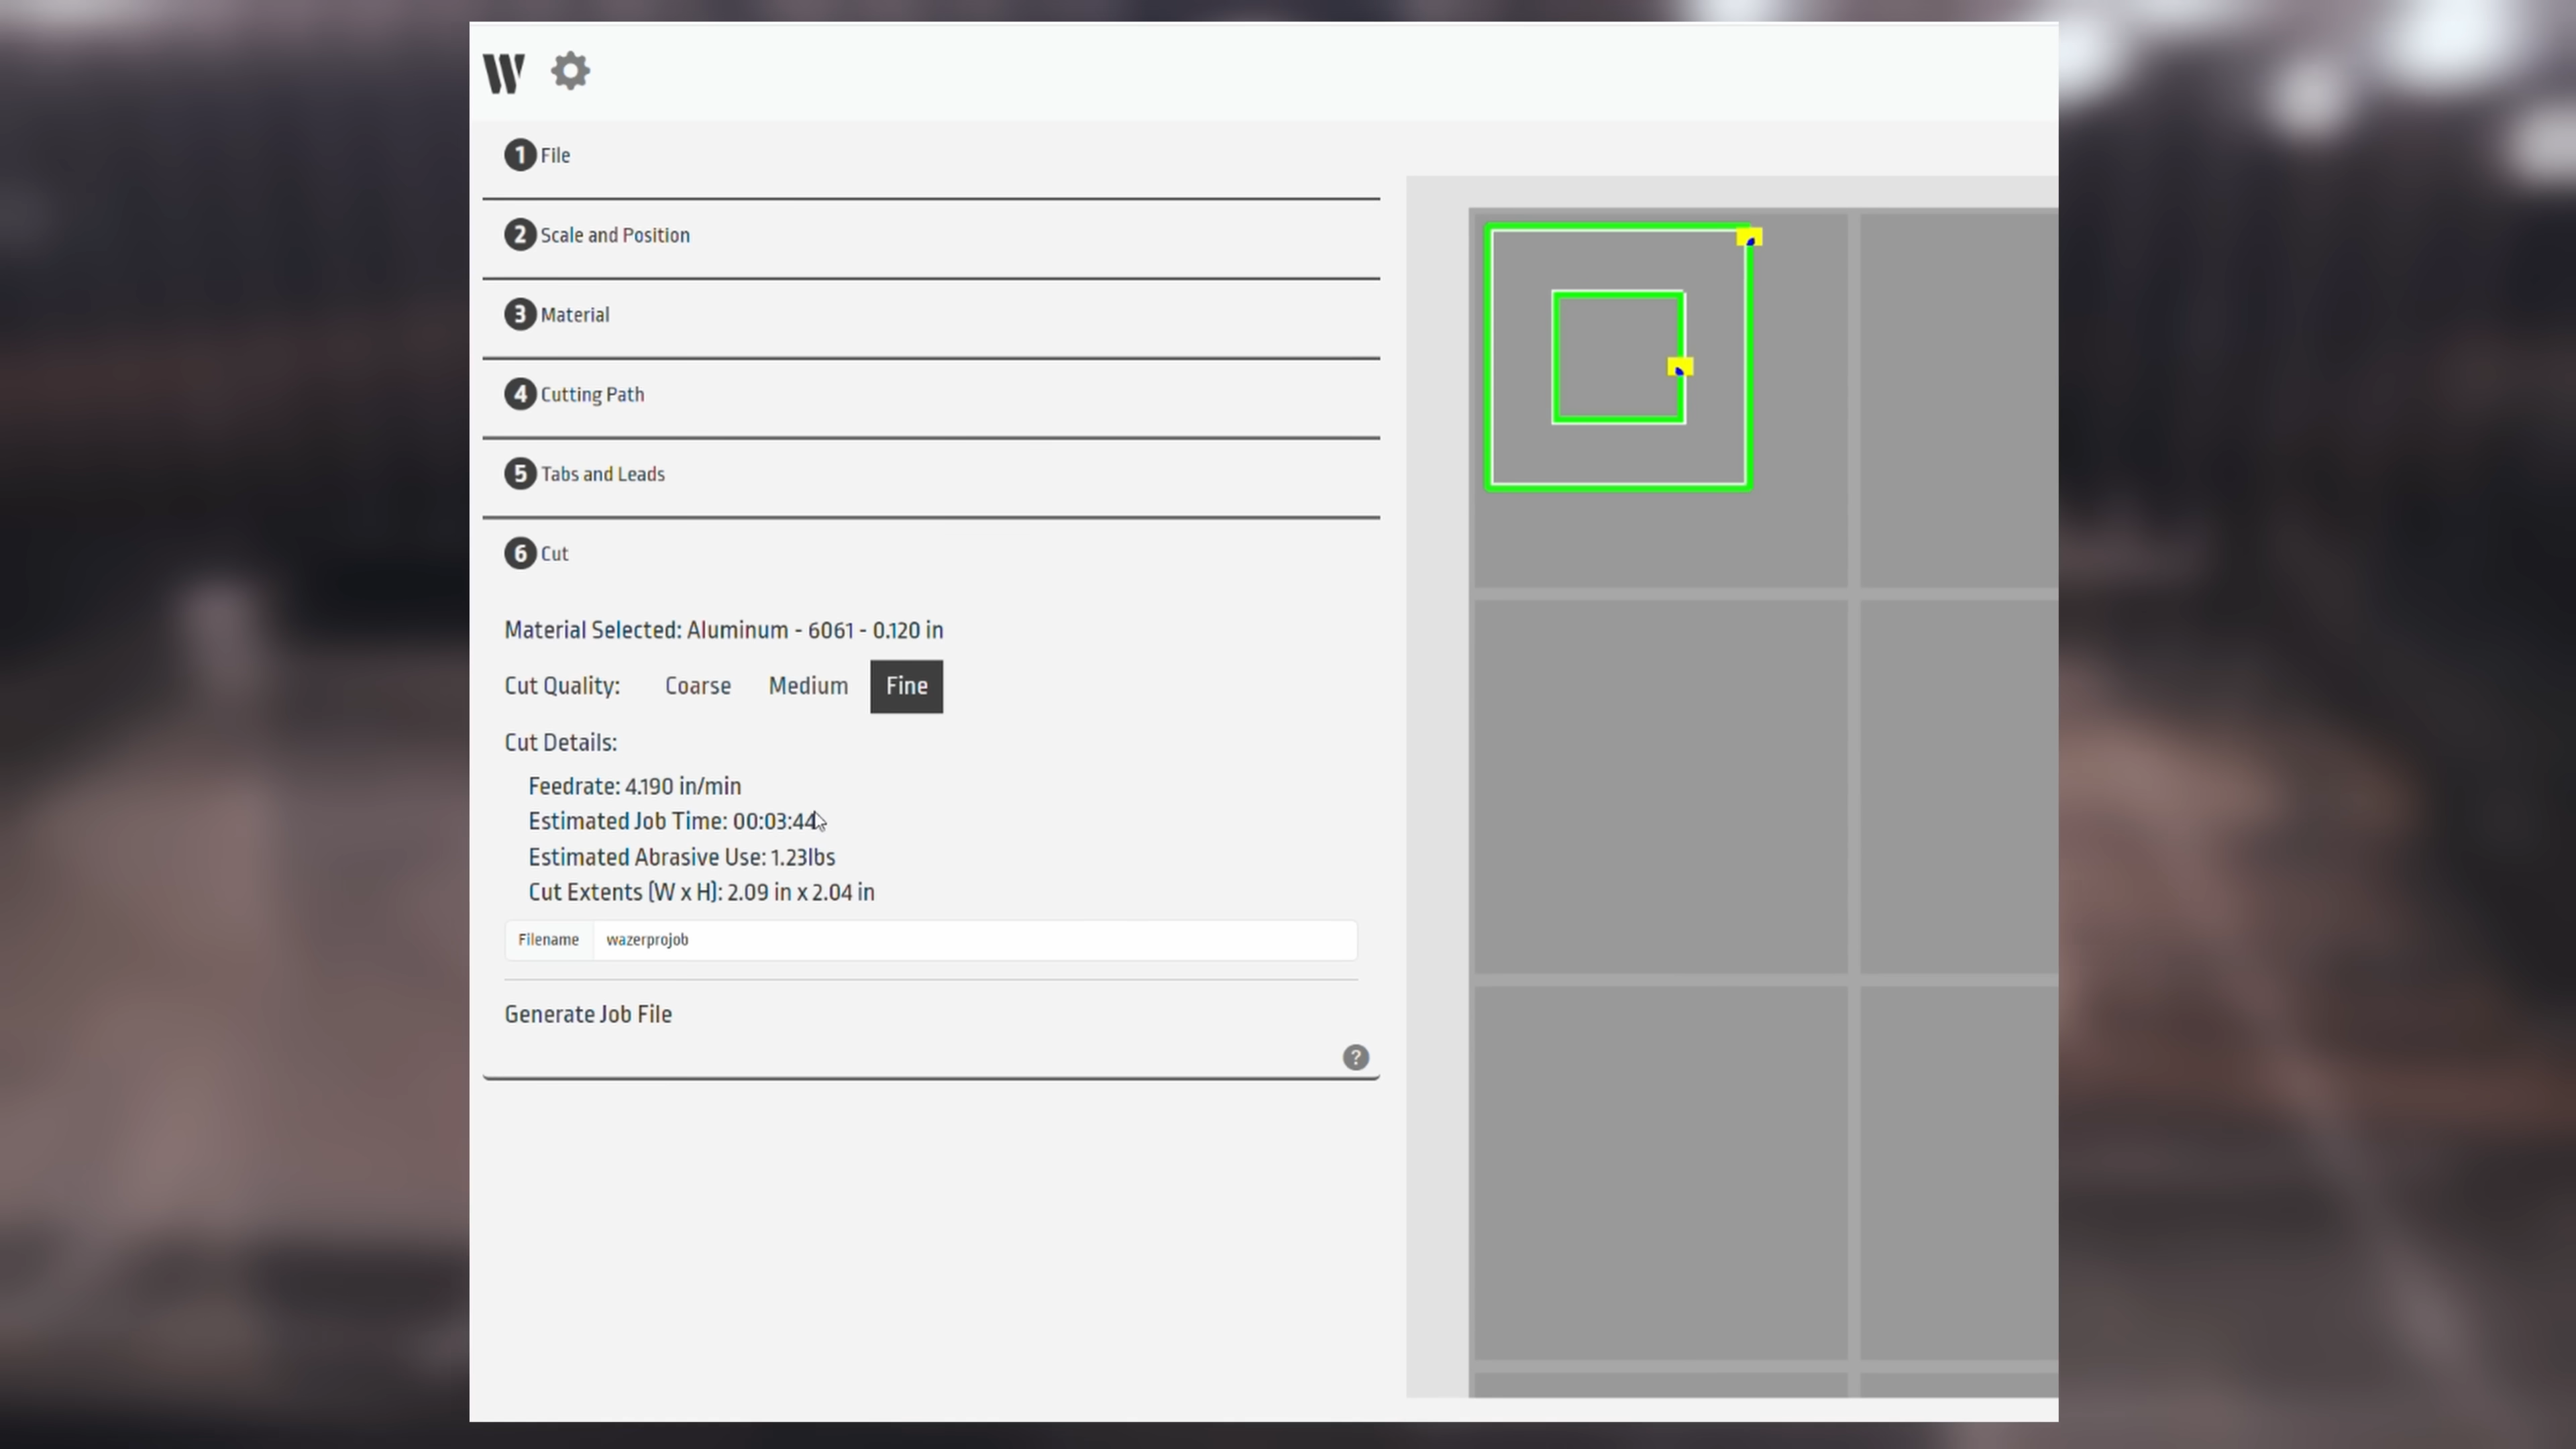 W
1 File
2 Scale and Position
3 Material
4 Cutting Path
5 Tabs and Leads
6 Cut
Material Selected: Aluminum - 6061 - 0.120 in
Cut Quality: Coarse Medium Fine
Cut Details:
Feedrate: 4.190 in/min
Estimated Job Time: 00:03:44
Estimated Abrasive Use: 1.23lbs
Cut Extents (W x H): 2.09 in x 2.04 in
Filename wazerprojob
Generate Job File
?